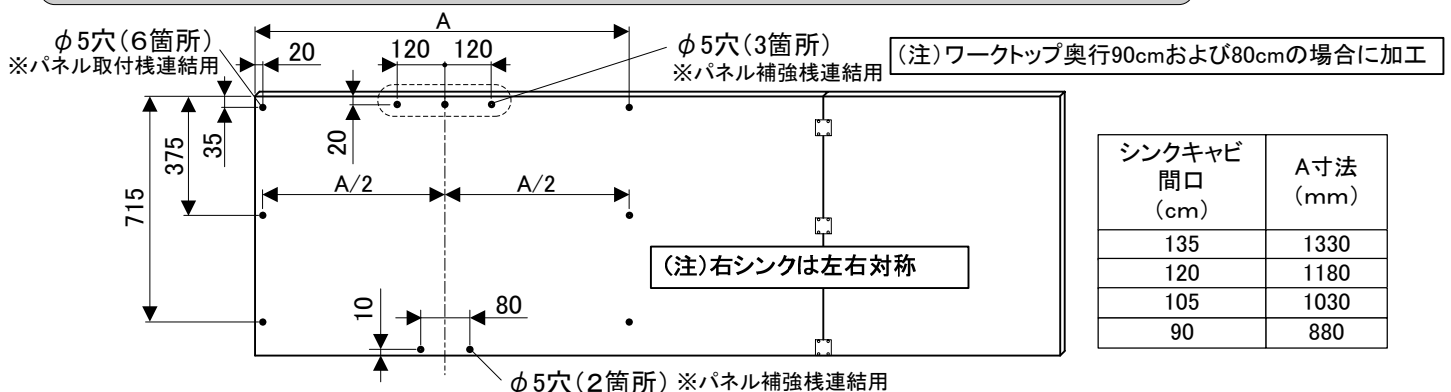 A
φ5穴(6箇所)
※パネル取付桟連結用
20
120
120
φ5穴(3箇所)
※パネル補強桟連結用
(注)ワークトップ奥行90cmおよび80cmの場合に加工
35
375
715
20
A/2
A/2
(注)右シンクは左右対称
10
80
φ5穴(2箇所) ※パネル補強桟連結用
シンクキャビ
間口
(cm)
A寸法
(mm)
135 1330
120 1180
105 1030
90 880